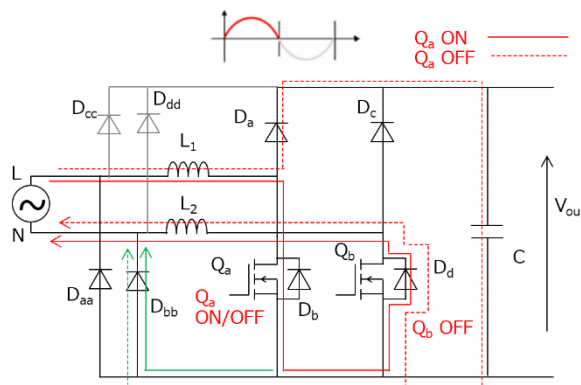 Qa ON
Qa OFF
Dcc
Ddd
Da
Dc
L1
L
L2
N
Vou
C
Qa
Qb
Dd
Daa
Dbb
Qa
ON/OFF
Db
Qb OFF